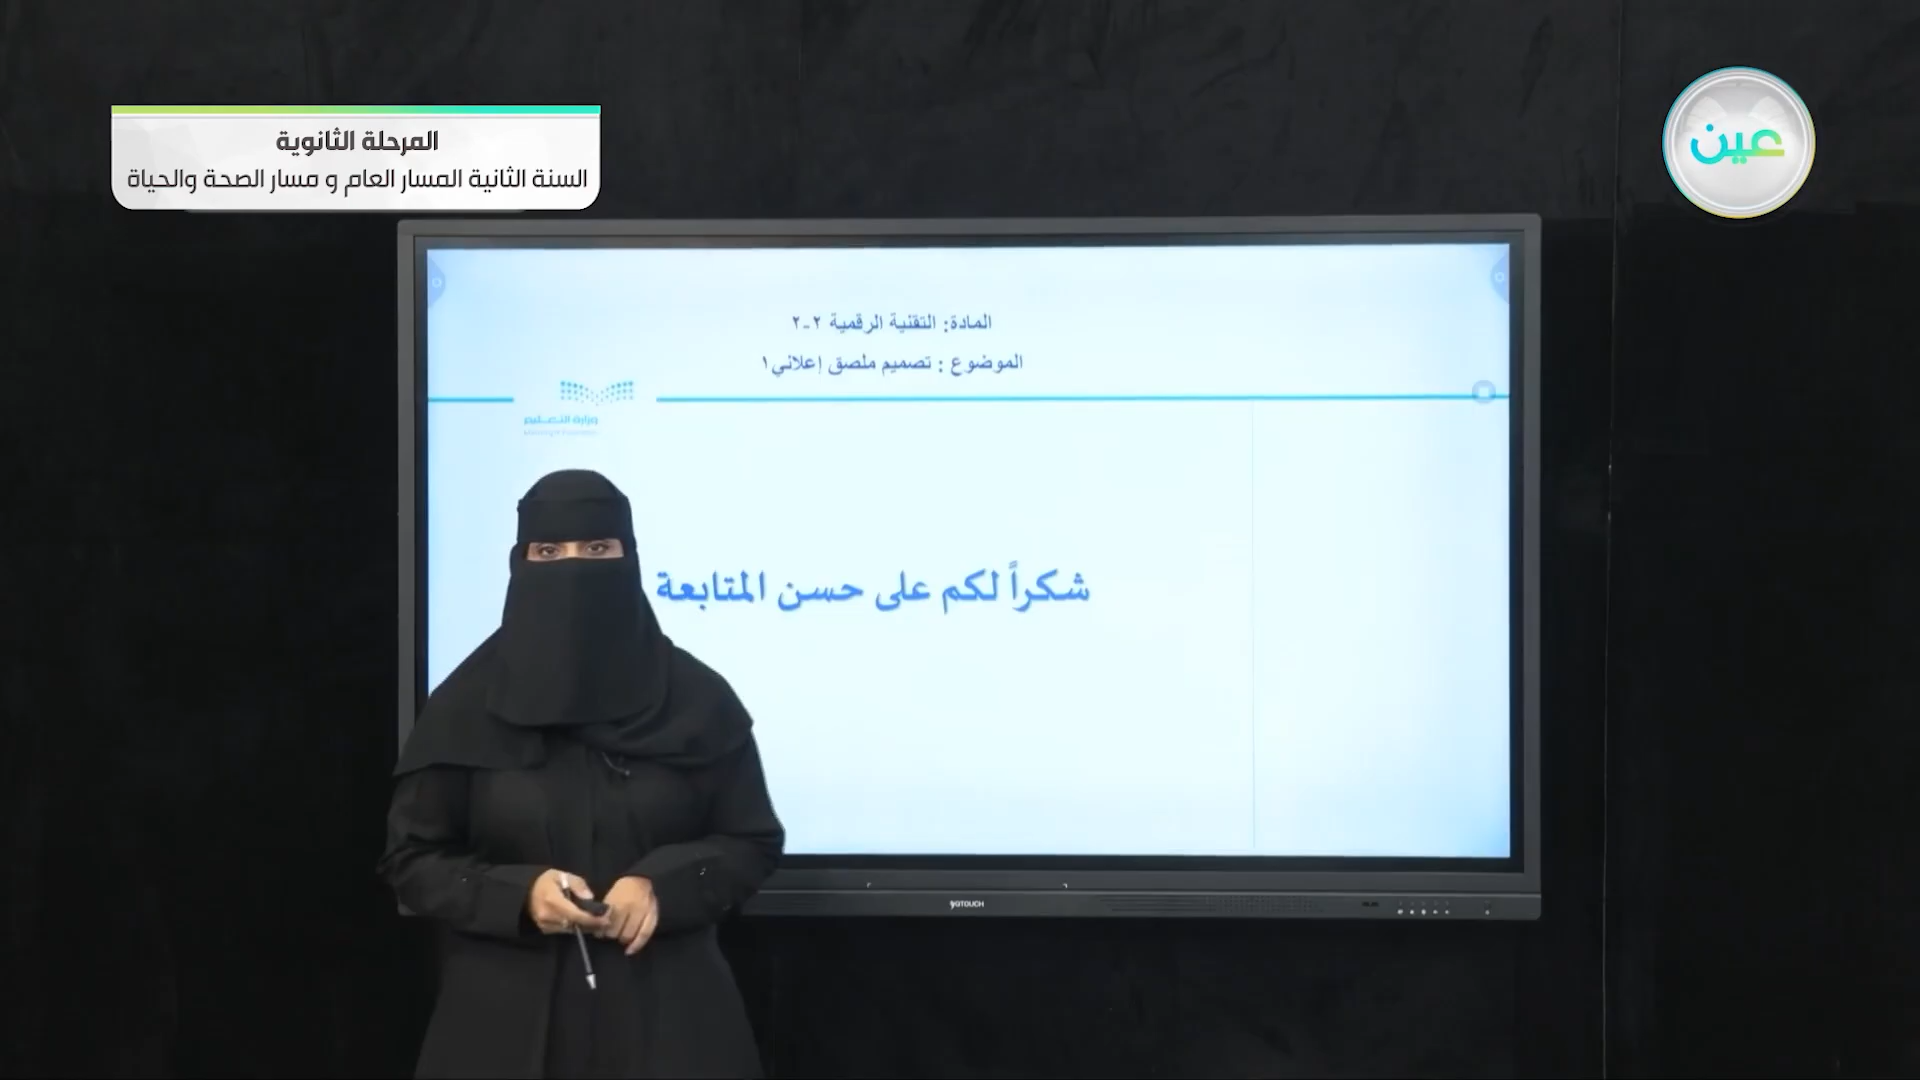 المرحلة الثانوية
السنة الثانية المسار العام و مسار الصحة والحياة
عين
المادة: التقنية الرقمية ٢-٢
الموضوع : تصميم ملصق إعلاني١
وزارة التعليم
شكراً لكم على حسن المتابعة